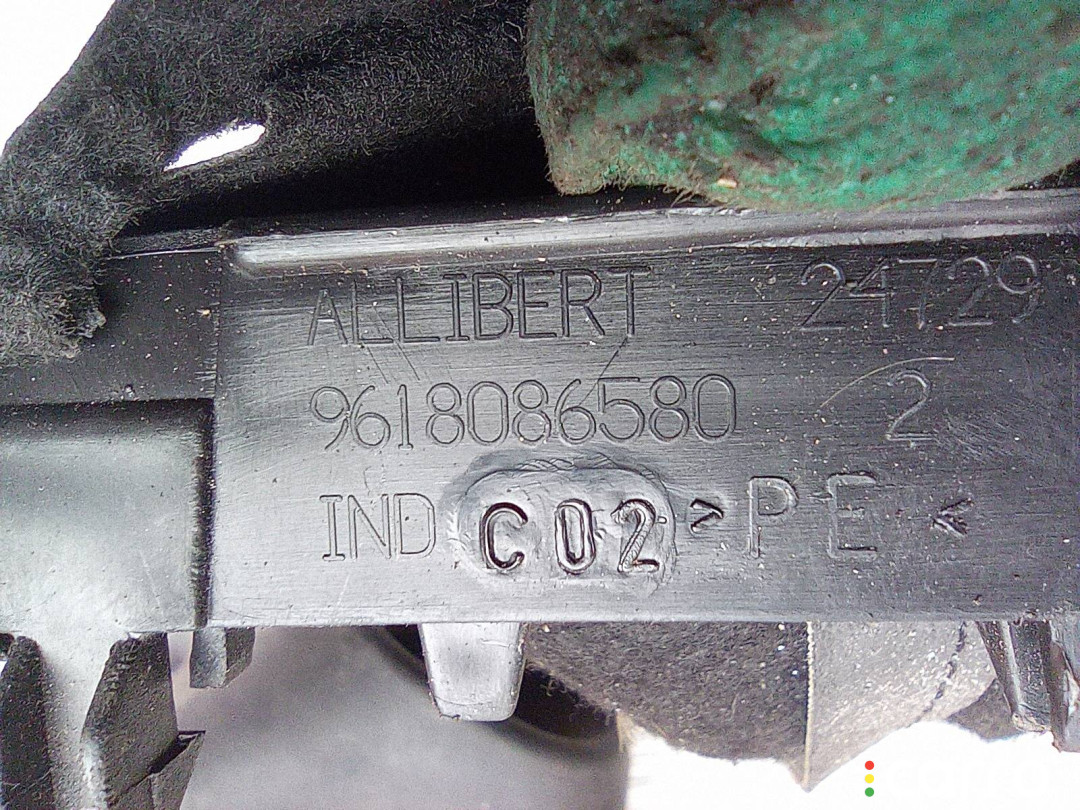 ALLIBERT 24729
9618086580 2
IND C02 >PE<